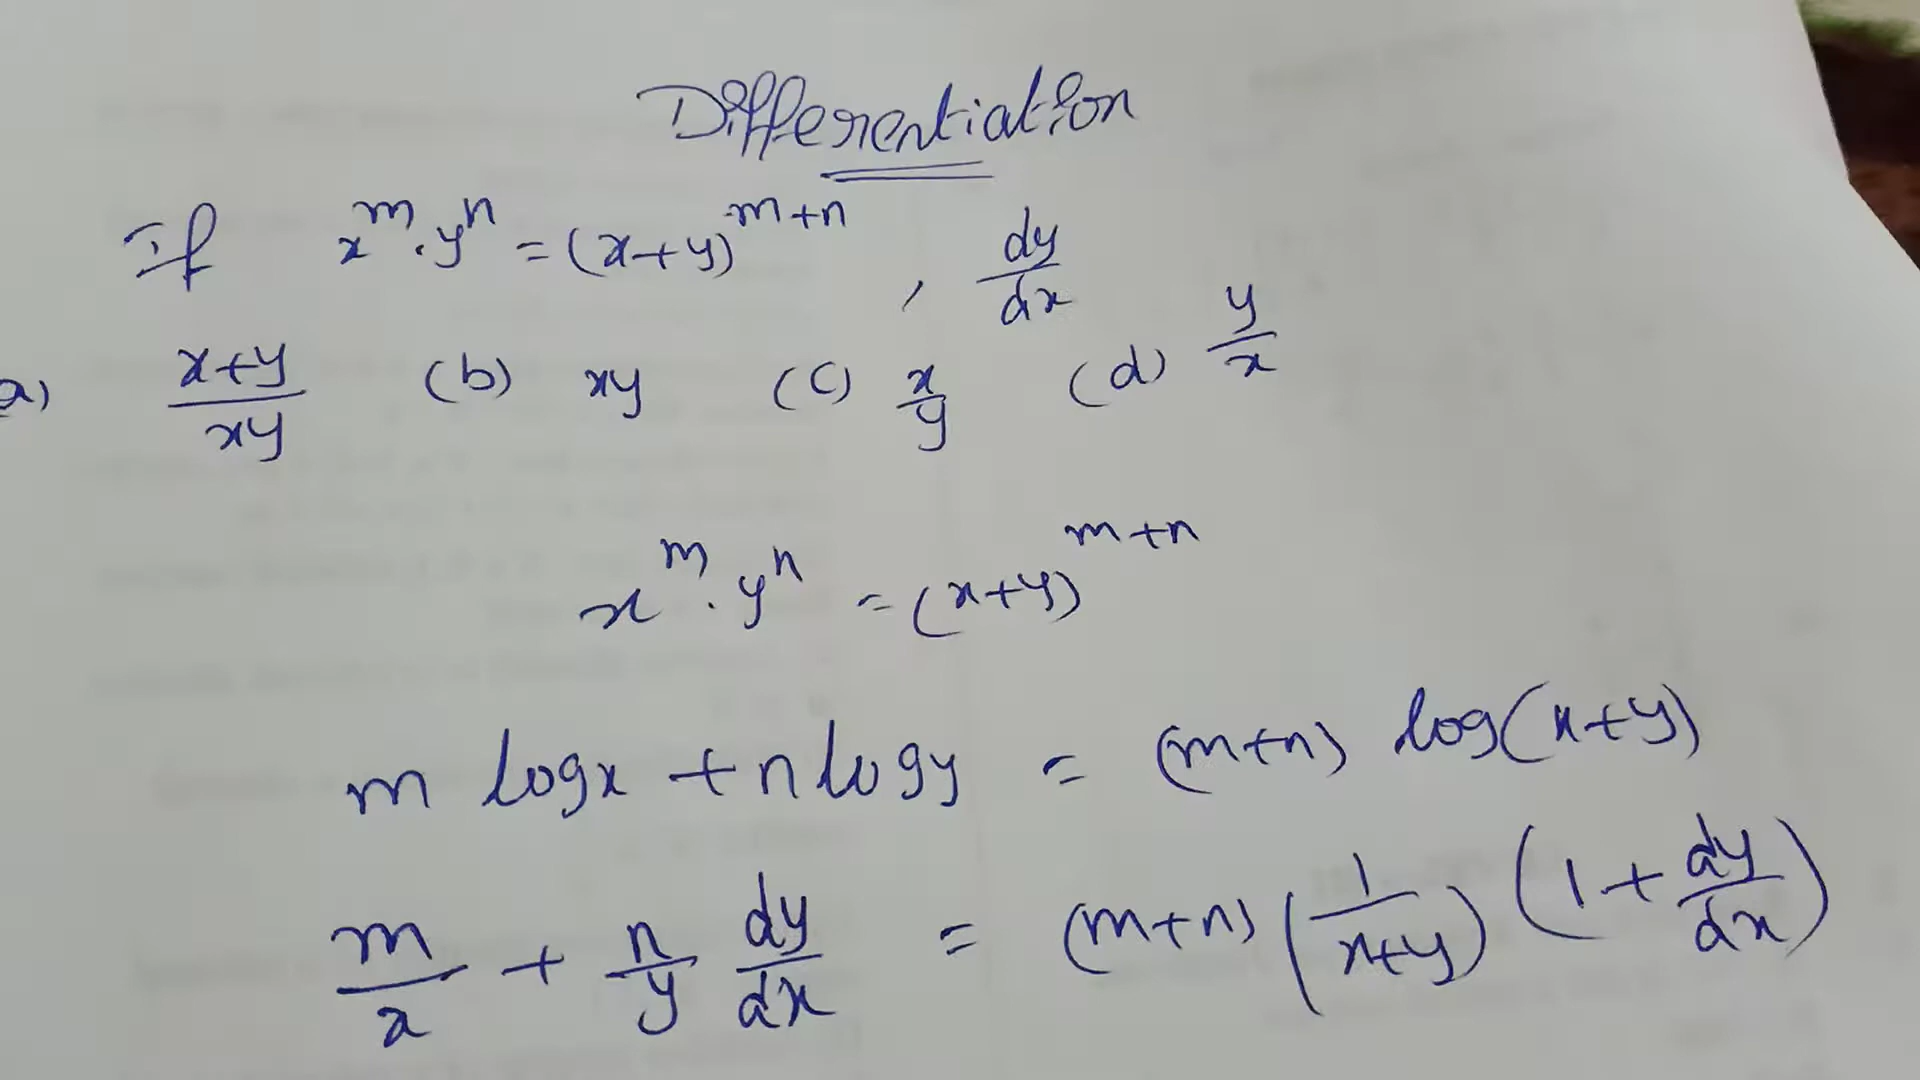 Differentiation
If x^m . y^n = (x+y)^{m+n} , dy/dx
a) x+y/xy (b) xy (c) x/y (d) y/x
x^m . y^n = (x+y)^{m+n}
m logx + n logy = (m+n) log(x+y)
m/x + n/y dy/dx = (m+n) (1/x+y) (1 + dy/dx)